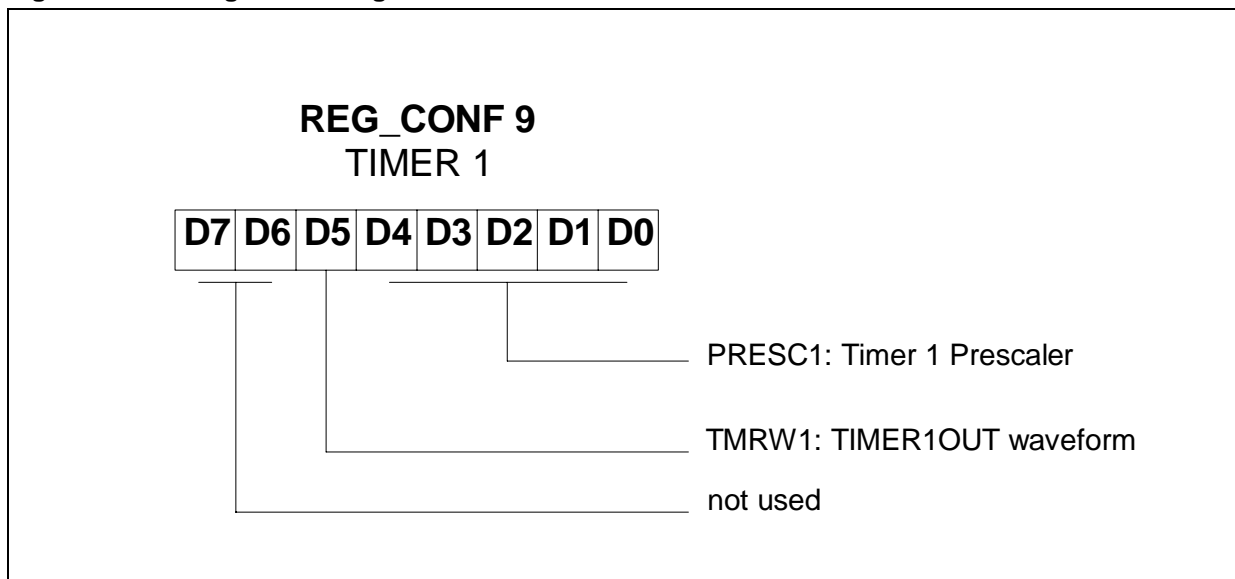 REG_CONF 9
TIMER 1
D7 D6 D5 D4 D3 D2 D1 D0
PRESC1: Timer 1 Prescaler
TMRW1: TIMER1OUT waveform
not used